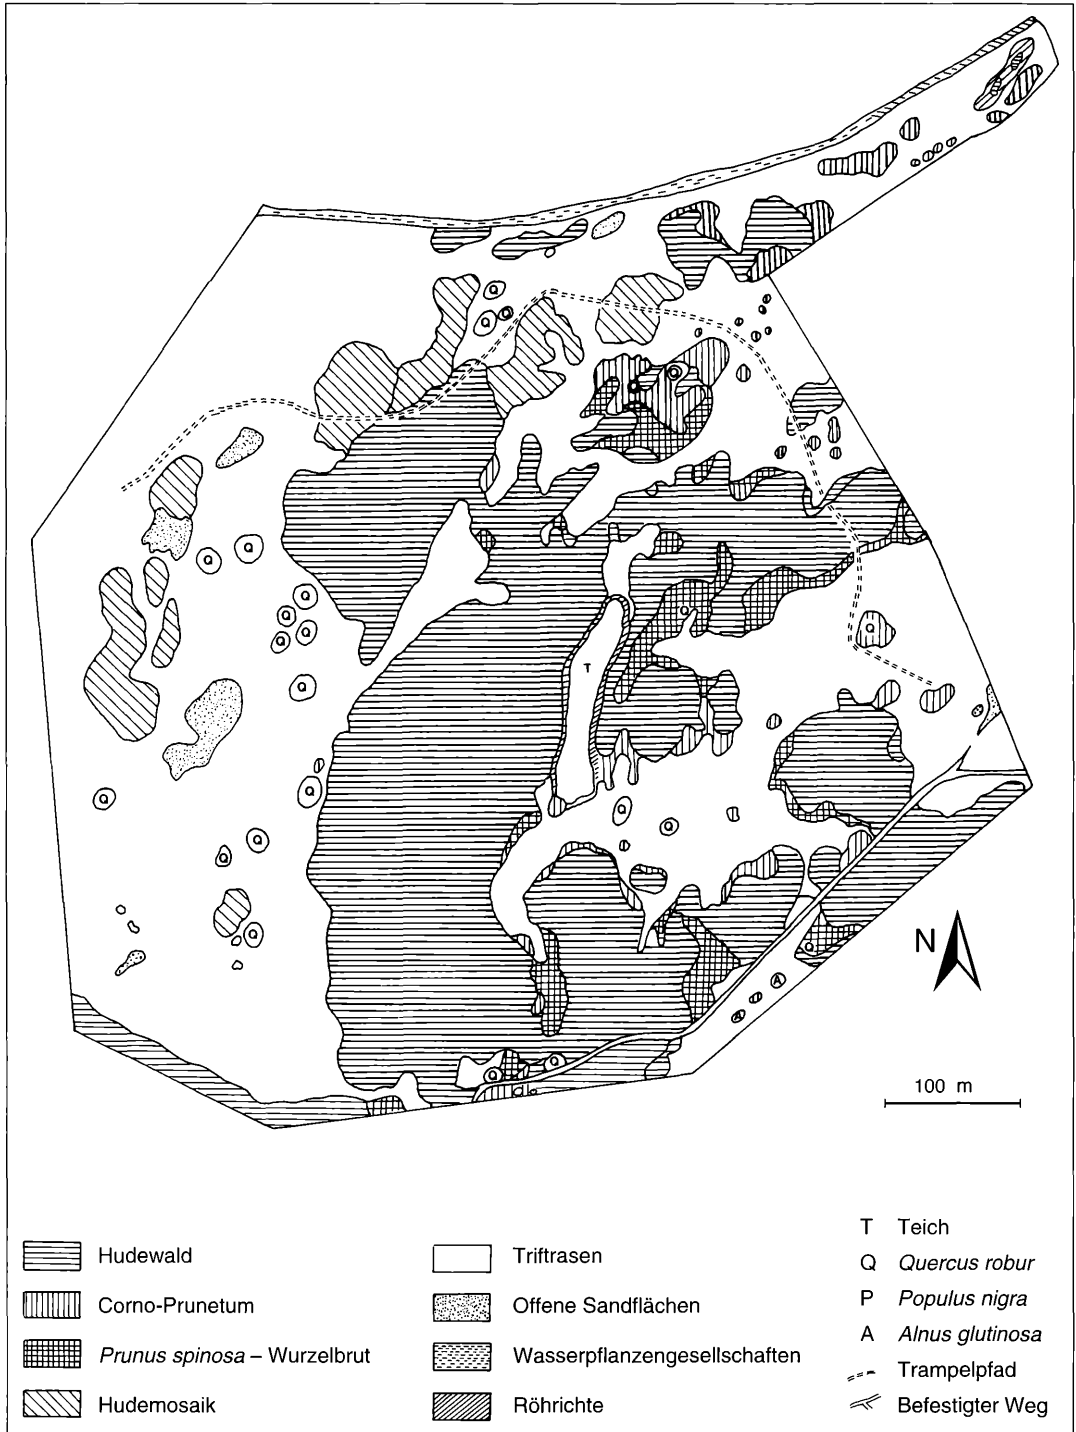 Q
Q
Q
Q
Q
Q
Q
Q
Q
Q
Q
T
Q
Q
Q
Q
Q
Q
Q
Q
Q
N
Q
A
A
Q
Q
100 m
Hudewald
Corno-Prunetum
Prunus spinosa – Wurzelbrut
Hudemosaik
Triftrasen
Offene Sandflächen
Wasserpflanzengesellschaften
Röhrichte
T Teich
Q Quercus robur
P Populus nigra
A Alnus glutinosa
Trampelpfad
Befestigter Weg